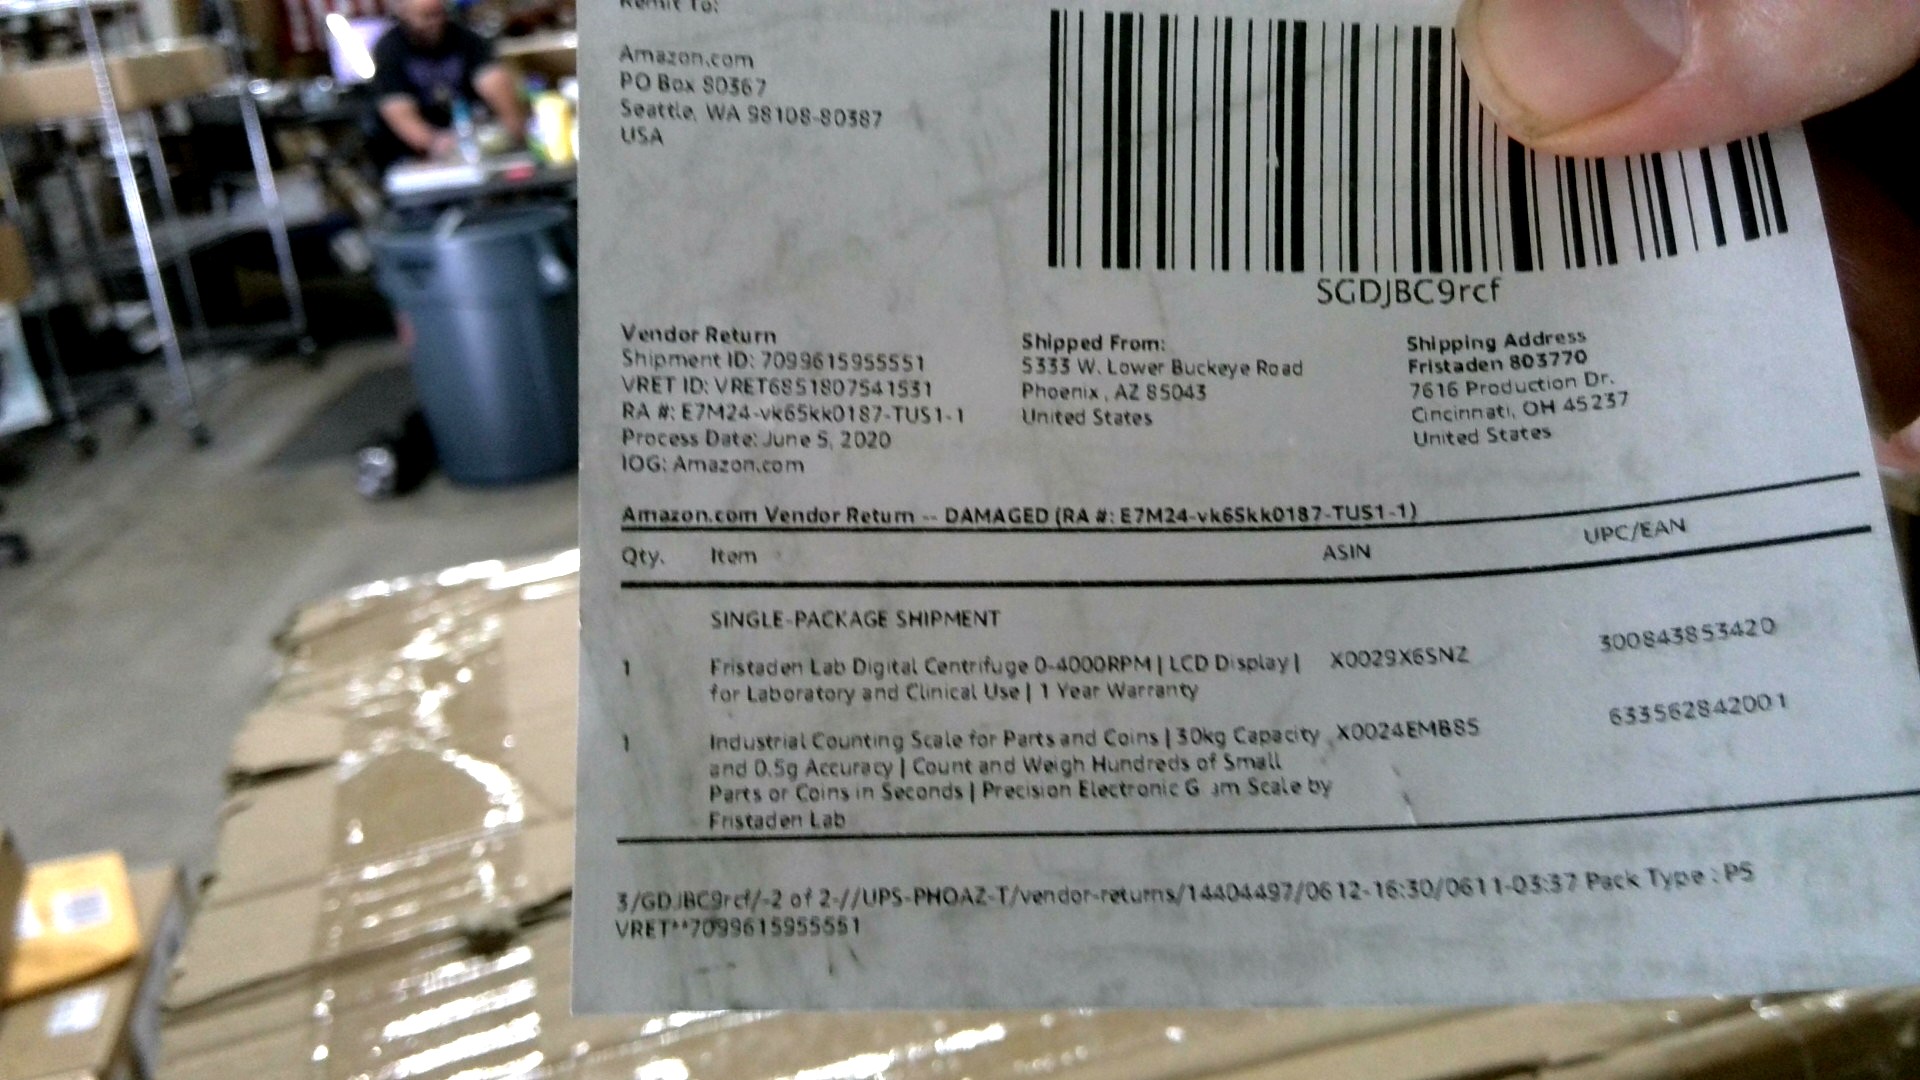 Remit To:
Amazon.com
PO Box 80367
Seattle, WA 98108-80387
USA
SGDJBC9rcf
Vendor Return
Shipment ID: 7099615955551
VRET ID: VRET6851807541531
RA #: E7M24-vk65kk0187-TUS1-1
Process Date: June 5, 2020
IOG: Amazon.com
Shipped From:
5333 W. Lower Buckeye Road
Phoenix , AZ 85043
United States
Shipping Address
Fristaden 803770
7616 Production Dr.
Cincinnati, OH 45237
United States
Amazon.com Vendor Return -- DAMAGED (RA #: E7M24-vk65kk0187-TUS1-1)
Qty. Item ASIN UPC/EAN
SINGLE-PACKAGE SHIPMENT
1 Fristaden Lab Digital Centrifuge 0-4000RPM | LCD Display | X0029X6SNZ 300843853420
for Laboratory and Clinical Use | 1 Year Warranty
1 Industrial Counting Scale for Parts and Coins | 30kg Capacity X0024EMB85 633562842001
and 0.5g Accuracy | Count and Weigh Hundreds of Small
Parts or Coins in Seconds | Precision Electronic G am Scale by
Fristaden Lab
3/GDJBC9rcf/-2 of 2-//UPS-PHOAZ-T/vendor-returns/14404497/0612-16:30/0611-03:37 Pack Type : P5
VRET**7099615955551